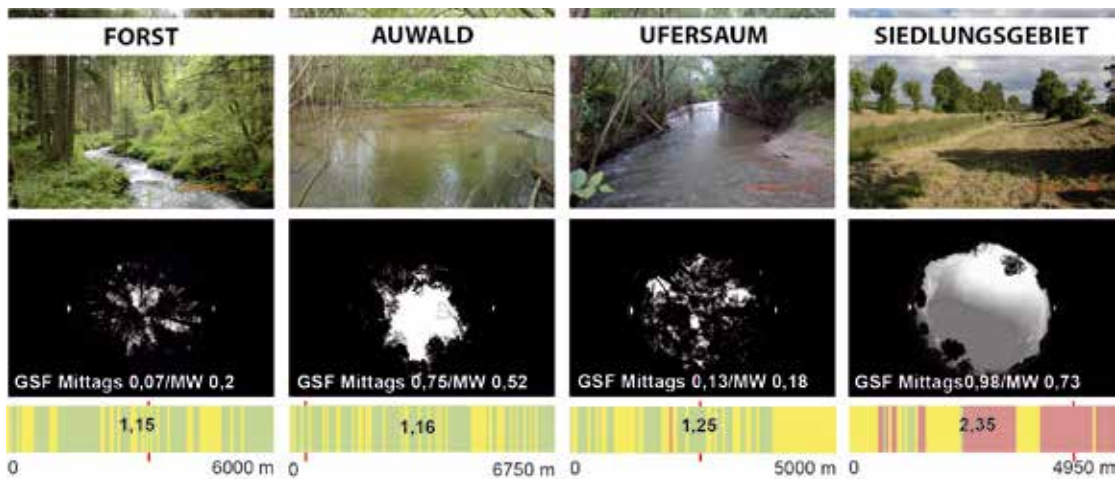 FORST
AUWALD
UFERSAUM
SIEDLUNGSGEBIET
GSF Mittags 0,07/MW 0,2
GSF Mittags 0,75/MW 0,52
GSF Mittags 0,13/MW 0,18
GSF Mittags0,98/MW 0,73
1,15
1,16
1,25
2,35
0 6000 m
0 6750 m
0 5000 m
0 4950 m